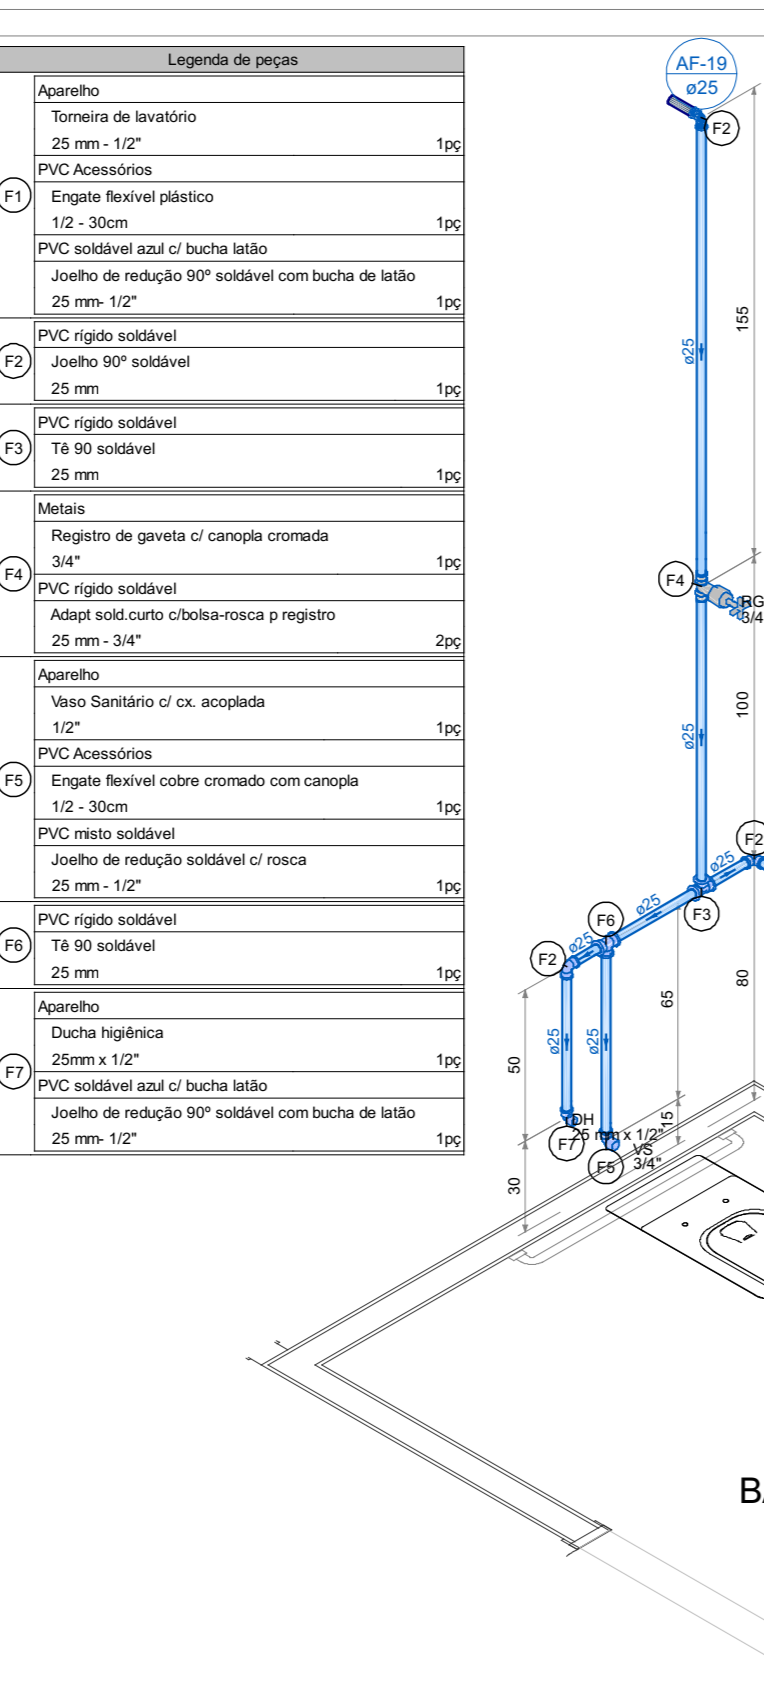 Legenda de peças
F1
Aparelho
Torneira de lavatório
25 mm - 1/2" 1pç
PVC Acessórios
Engate flexível plástico
1/2 - 30cm 1pç
PVC soldável azul c/ bucha latão
Joelho de redução 90º soldável com bucha de latão
25 mm- 1/2" 1pç
F2
PVC rígido soldável
Joelho 90º soldável
25 mm 1pç
F3
PVC rígido soldável
Tê 90 soldável
25 mm 1pç
F4
Metais
Registro de gaveta c/ canopla cromada
3/4" 1pç
PVC rígido soldável
Adapt sold.curto c/bolsa-rosca p registro
25 mm - 3/4" 2pç
F5
Aparelho
Vaso Sanitário c/ cx. acoplada
1/2" 1pç
PVC Acessórios
Engate flexível cobre cromado com canopla
1/2 - 30cm 1pç
PVC misto soldável
Joelho de redução soldável c/ rosca
25 mm - 1/2" 1pç
F6
PVC rígido soldável
Tê 90 soldável
25 mm 1pç
F7
Aparelho
Ducha higiênica
25mm x 1/2" 1pç
PVC soldável azul c/ bucha latão
Joelho de redução 90º soldável com bucha de latão
25 mm- 1/2" 1pç
AF-19
ø25
F2
155
ø25
F4
RG
3/4
100
ø25
F2
ø25
F3
ø25
F6
ø25
F2
80
65
50
ø25
ø25
15
DH
25 mm x 1/2"
F7
VS
3/4"
F5
30